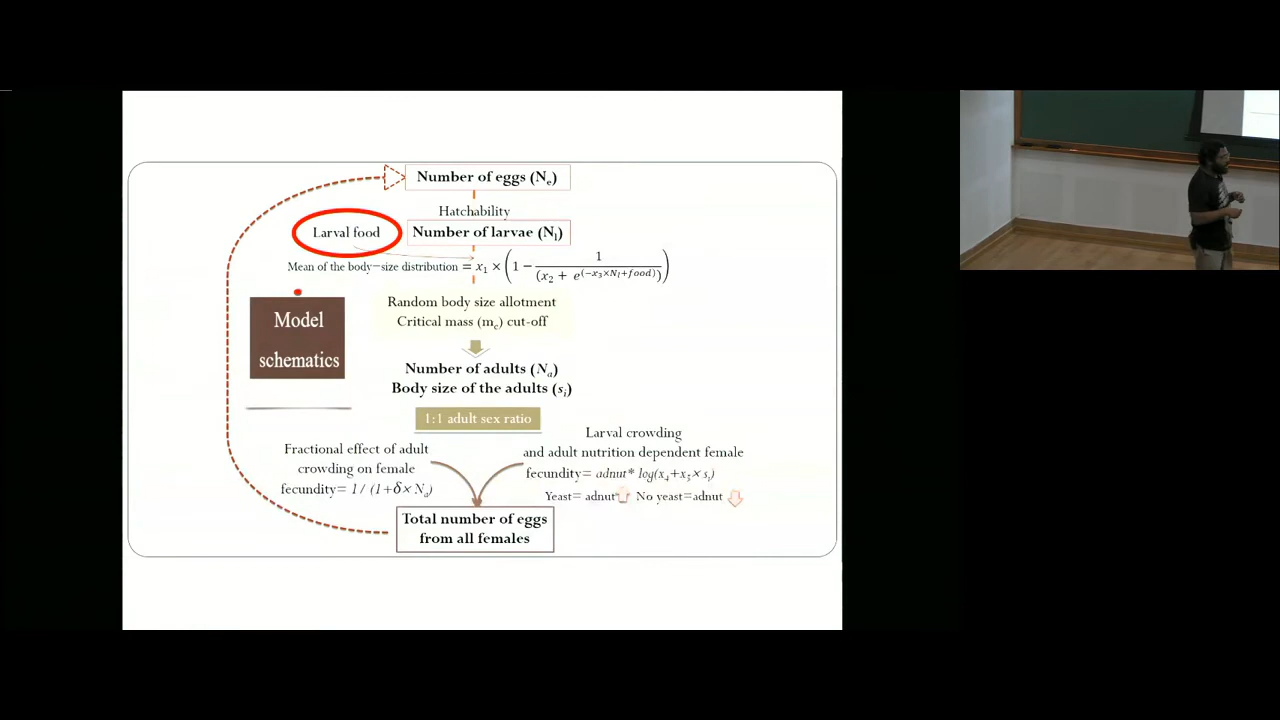 Number of eggs (Nₑ)
Hatchability
Larval food
Number of larvae (Nₗ)
Mean of the body-size distribution = x₁ × (1 − 1 / (x₂ + e^(−x₃×Nₗ+food)))
Random body size allotment
Critical mass (m_c) cut-off
Model
schematics
Number of adults (Nₐ)
Body size of the adults (sᵢ)
1:1 adult sex ratio
Fractional effect of adult
crowding on female
fecundity= 1/ (1+δ× Nₐ)
Larval crowding
and adult nutrition dependent female
fecundity= adnut* log(x₄+x₅× sᵢ)
Yeast= adnut No yeast=adnut
Total number of eggs
from all females